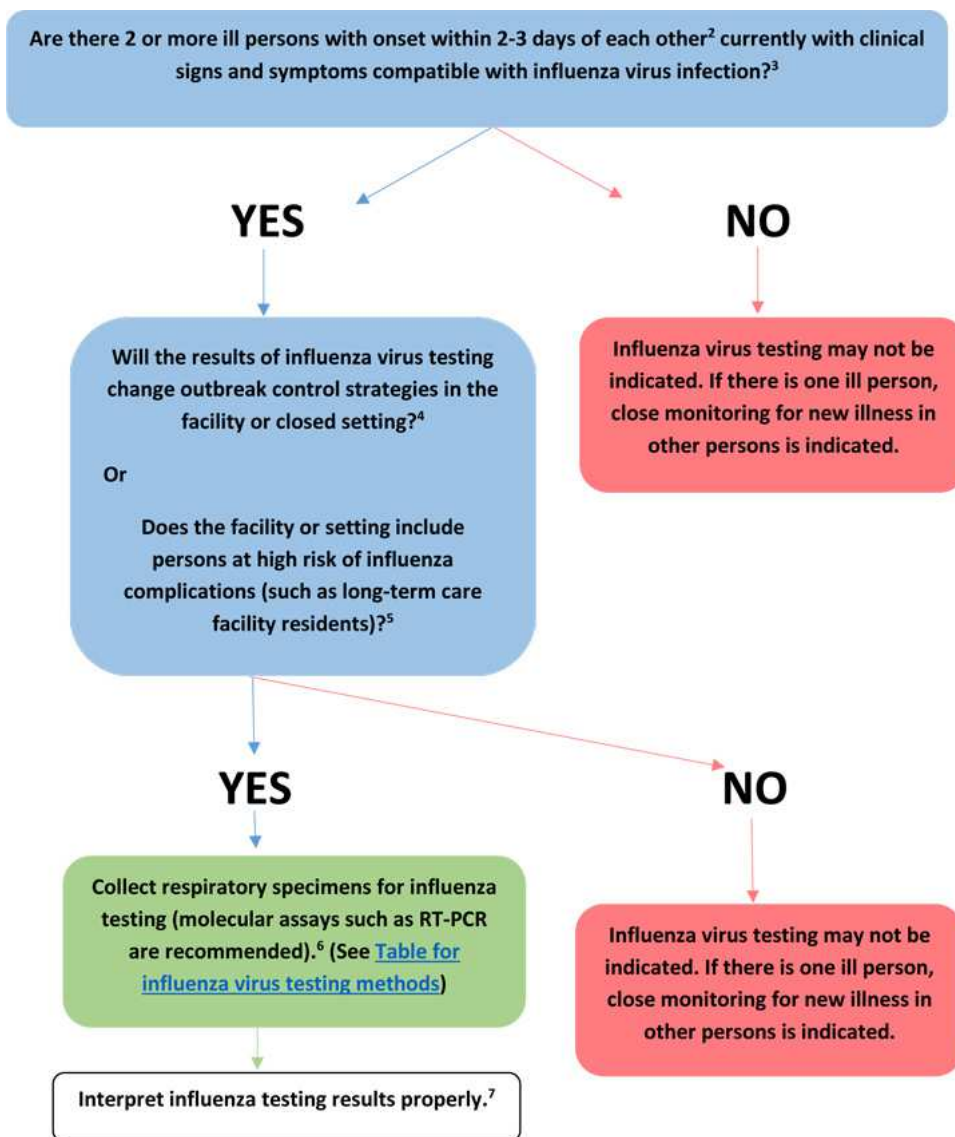 Are there 2 or more ill persons with onset within 2-3 days of each other² currently with clinical
signs and symptoms compatible with influenza virus infection?³
YES
NO
Will the results of influenza virus testing
change outbreak control strategies in the
facility or closed setting?⁴
Or
Does the facility or setting include
persons at high risk of influenza
complications (such as long-term care
facility residents)?⁵
Influenza virus testing may not be
indicated. If there is one ill person,
close monitoring for new illness in
other persons is indicated.
YES
NO
Collect respiratory specimens for influenza
testing (molecular assays such as RT-PCR
are recommended).⁶ (See Table for
influenza virus testing methods)
Influenza virus testing may not be
indicated. If there is one ill person,
close monitoring for new illness in
other persons is indicated.
Interpret influenza testing results properly.⁷